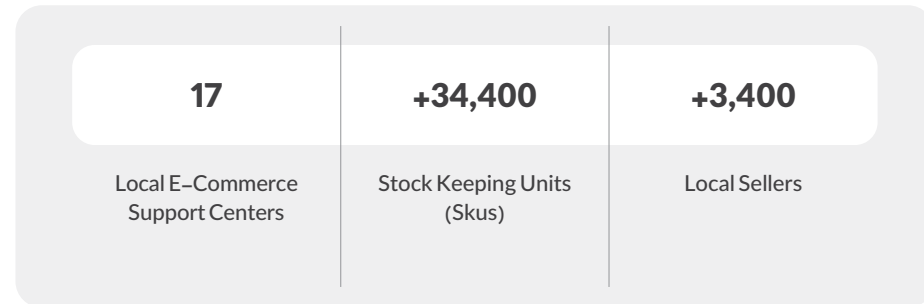 17
+34,400
+3,400
Local E-Commerce
Support Centers
Stock Keeping Units
(Skus)
Local Sellers